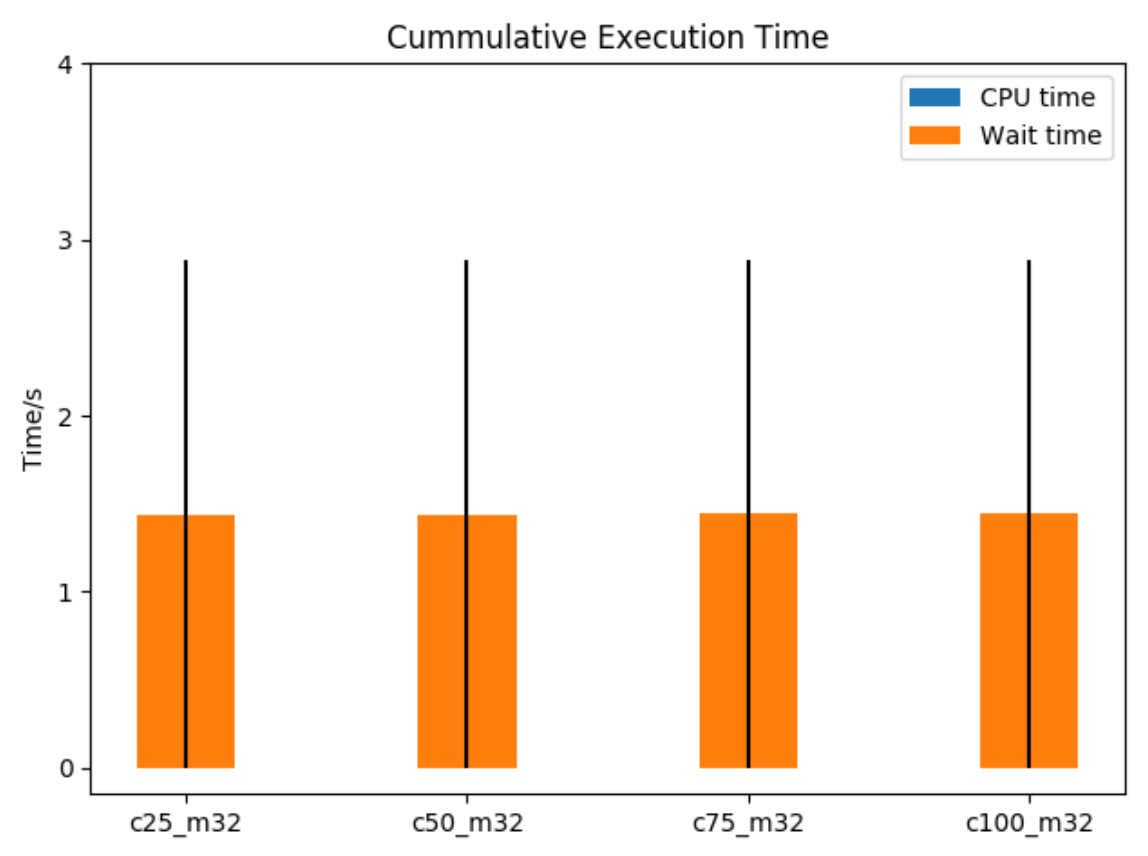 Cummulative Execution Time
4
3
2
1
0
Time/s
CPU time
Wait time
c25_m32 c50_m32 c75_m32 c100_m32